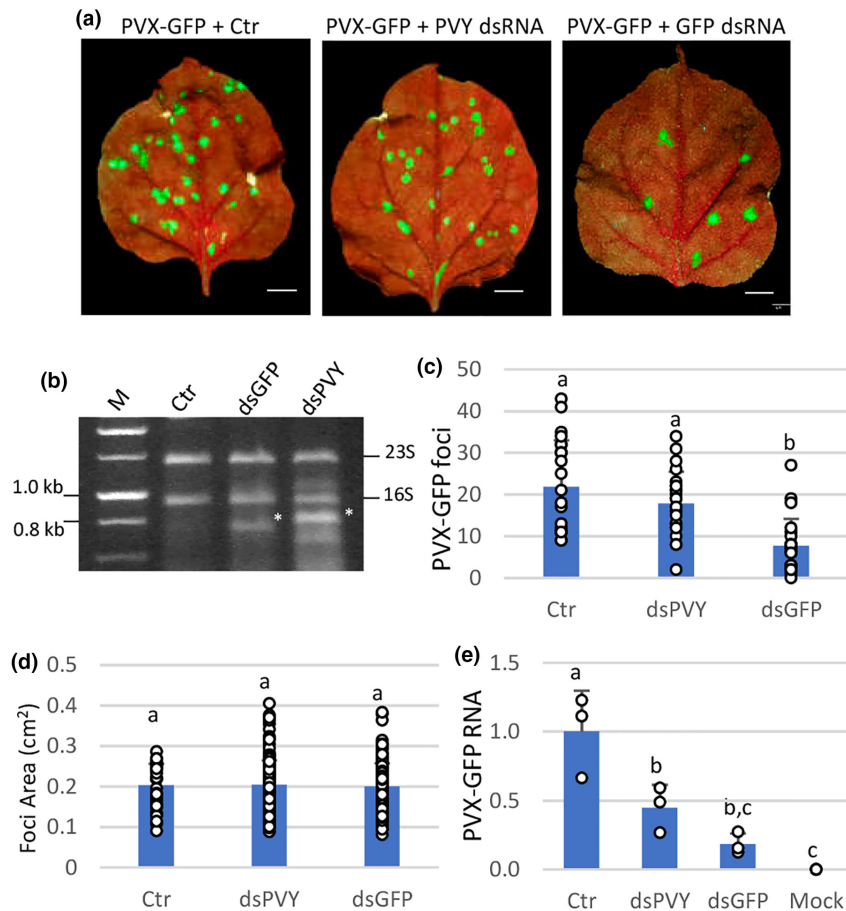 (a)
PVX-GFP + Ctr
PVX-GFP + PVY dsRNA
PVX-GFP + GFP dsRNA
(b)
M
Ctr
dsGFP
dsPVY
23S
1.0 kb
16S
0.8 kb
*
*
(c)
PVX-GFP foci
50
40
30
20
10
0
a
a
b
Ctr
dsPVY
dsGFP
(d)
Foci Area (cm²)
0.5
0.4
0.3
0.2
0.1
0
a
a
a
Ctr
dsPVY
dsGFP
(e)
PVX-GFP RNA
1.5
1.0
0.5
0.0
a
b
b,c
c
Ctr
dsPVY
dsGFP
Mock